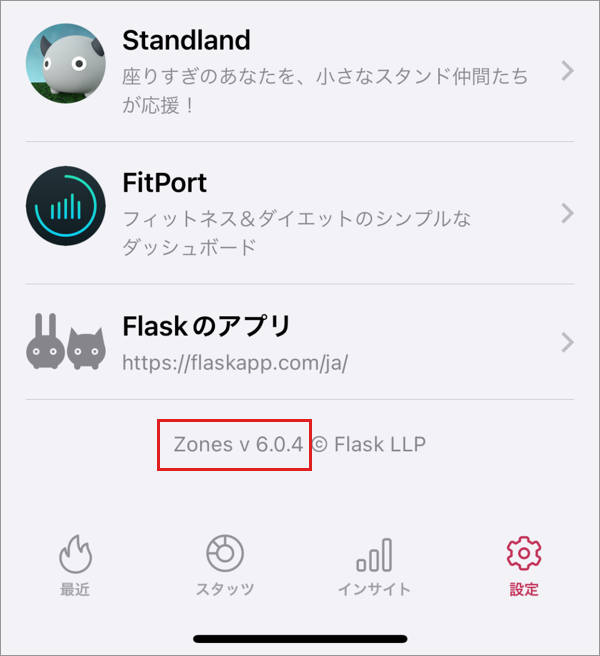 Standland
座りすぎのあなたを、小さなスタンド仲間たち
が応援！
FitPort
フィットネス＆ダイエットのシンプルな
ダッシュボード
Flaskのアプリ
https://flaskapp.com/ja/
Zones v 6.0.4 © Flask LLP
最近
スタッツ
インサイト
設定